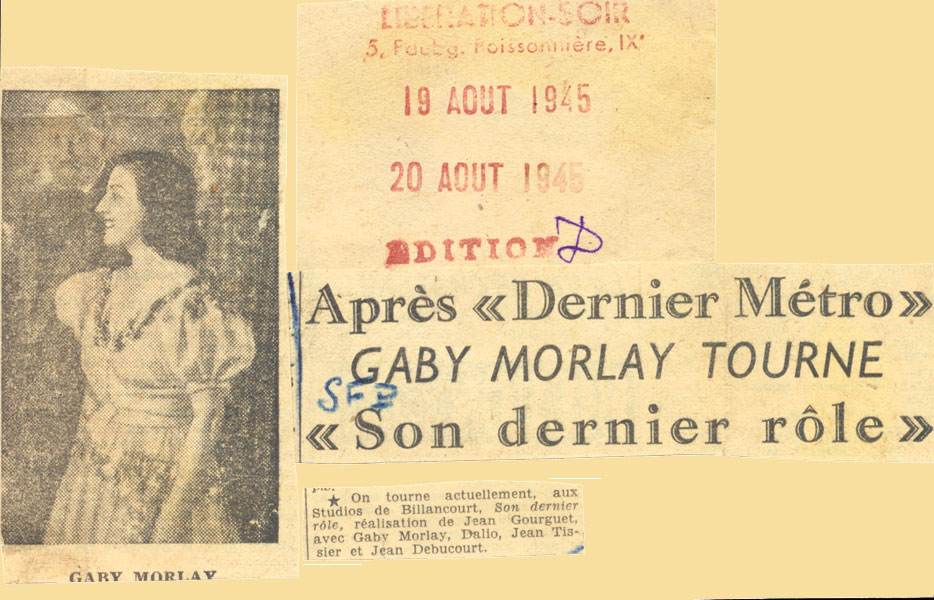 LIBERATION-SOIR
5, Faubg. Poissonnière, IXe
19 AOUT 1945
20 AOUT 1945
EDITION D
Après « Dernier Métro »
GABY MORLAY TOURNE
SFB
« Son dernier rôle »
★ On tourne actuellement, aux
Studios de Billancourt, Son dernier
rôle, réalisation de Jean Gourguet,
avec Gaby Morlay, Dalio, Jean Tis-
sier et Jean Debucourt.
GABY MORLAY